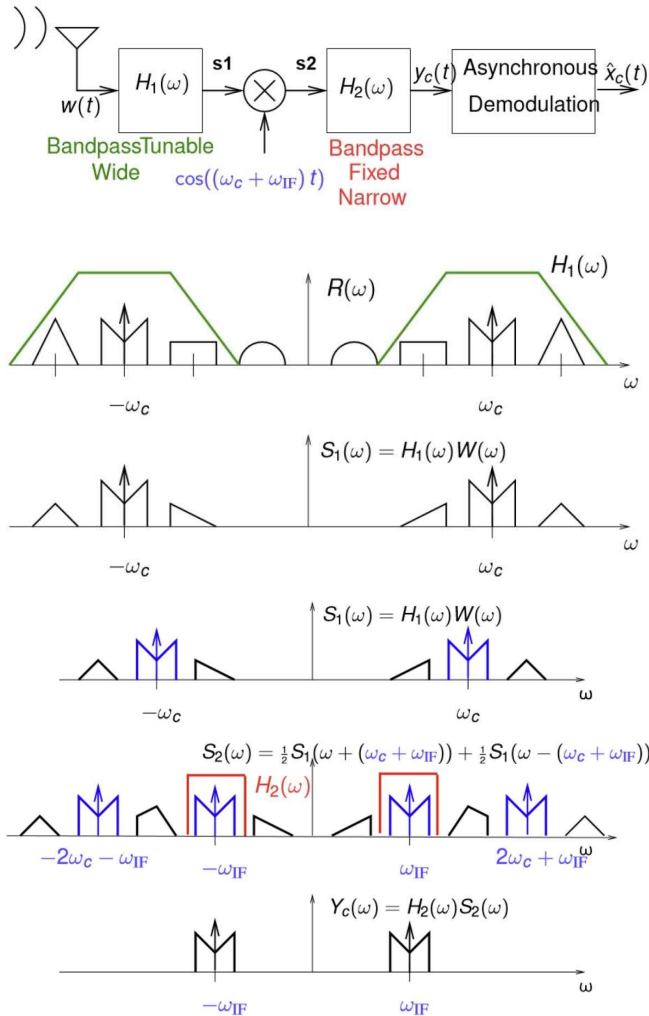 s1
s2
w(t)
H₁(ω)
H₂(ω)
y_c(t)
Asynchronous
Demodulation
x̂_c(t)
BandpassTunable
Wide
cos((ω_c + ω_IF) t)
Bandpass
Fixed
Narrow
R(ω)
H₁(ω)
ω
−ω_c
ω_c
S₁(ω) = H₁(ω)W(ω)
ω
−ω_c
ω_c
S₁(ω) = H₁(ω)W(ω)
ω
−ω_c
ω_c
S₂(ω) = ½S₁(ω + (ω_c + ω_IF)) + ½S₁(ω − (ω_c + ω_IF))
H₂(ω)
ω
−2ω_c − ω_IF
−ω_IF
ω_IF
2ω_c + ω_IF
Y_c(ω) = H₂(ω)S₂(ω)
ω
−ω_IF
ω_IF